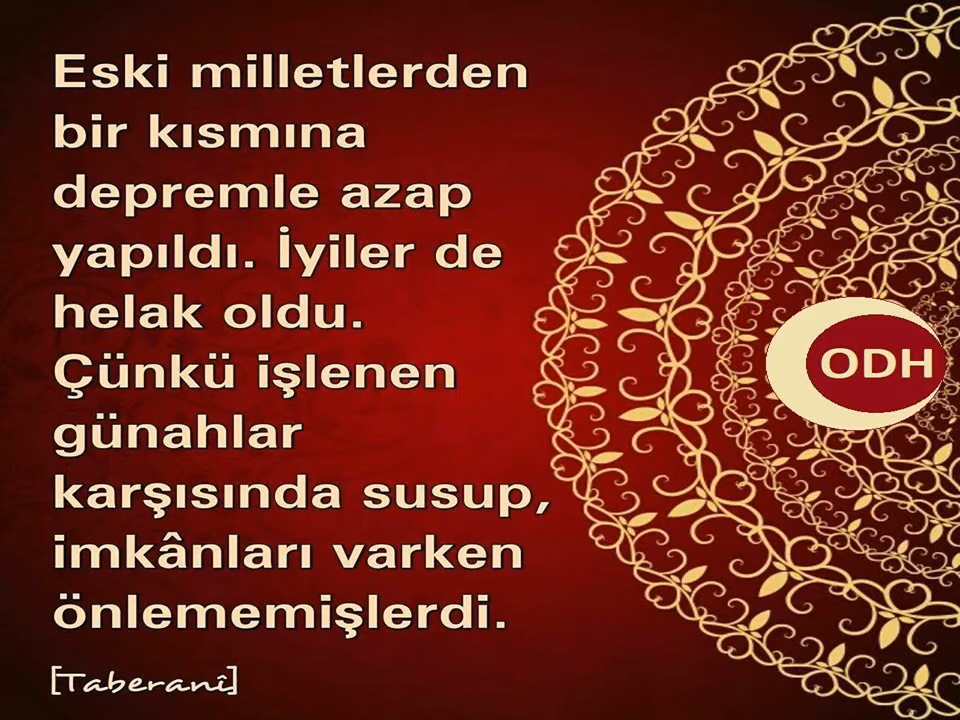 Eski milletlerden
bir kısmına
depremle azap
yapıldı. İyiler de
helak oldu.
Çünkü işlenen
günahlar
karşısında susup,
imkânları varken
önlememişlerdi.
[Taberanî]
ODH